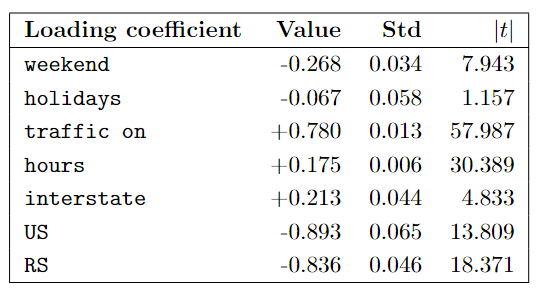 Loading coefficient Value Std |t|
weekend -0.268 0.034 7.943
holidays -0.067 0.058 1.157
traffic on +0.780 0.013 57.987
hours +0.175 0.006 30.389
interstate +0.213 0.044 4.833
US -0.893 0.065 13.809
RS -0.836 0.046 18.371